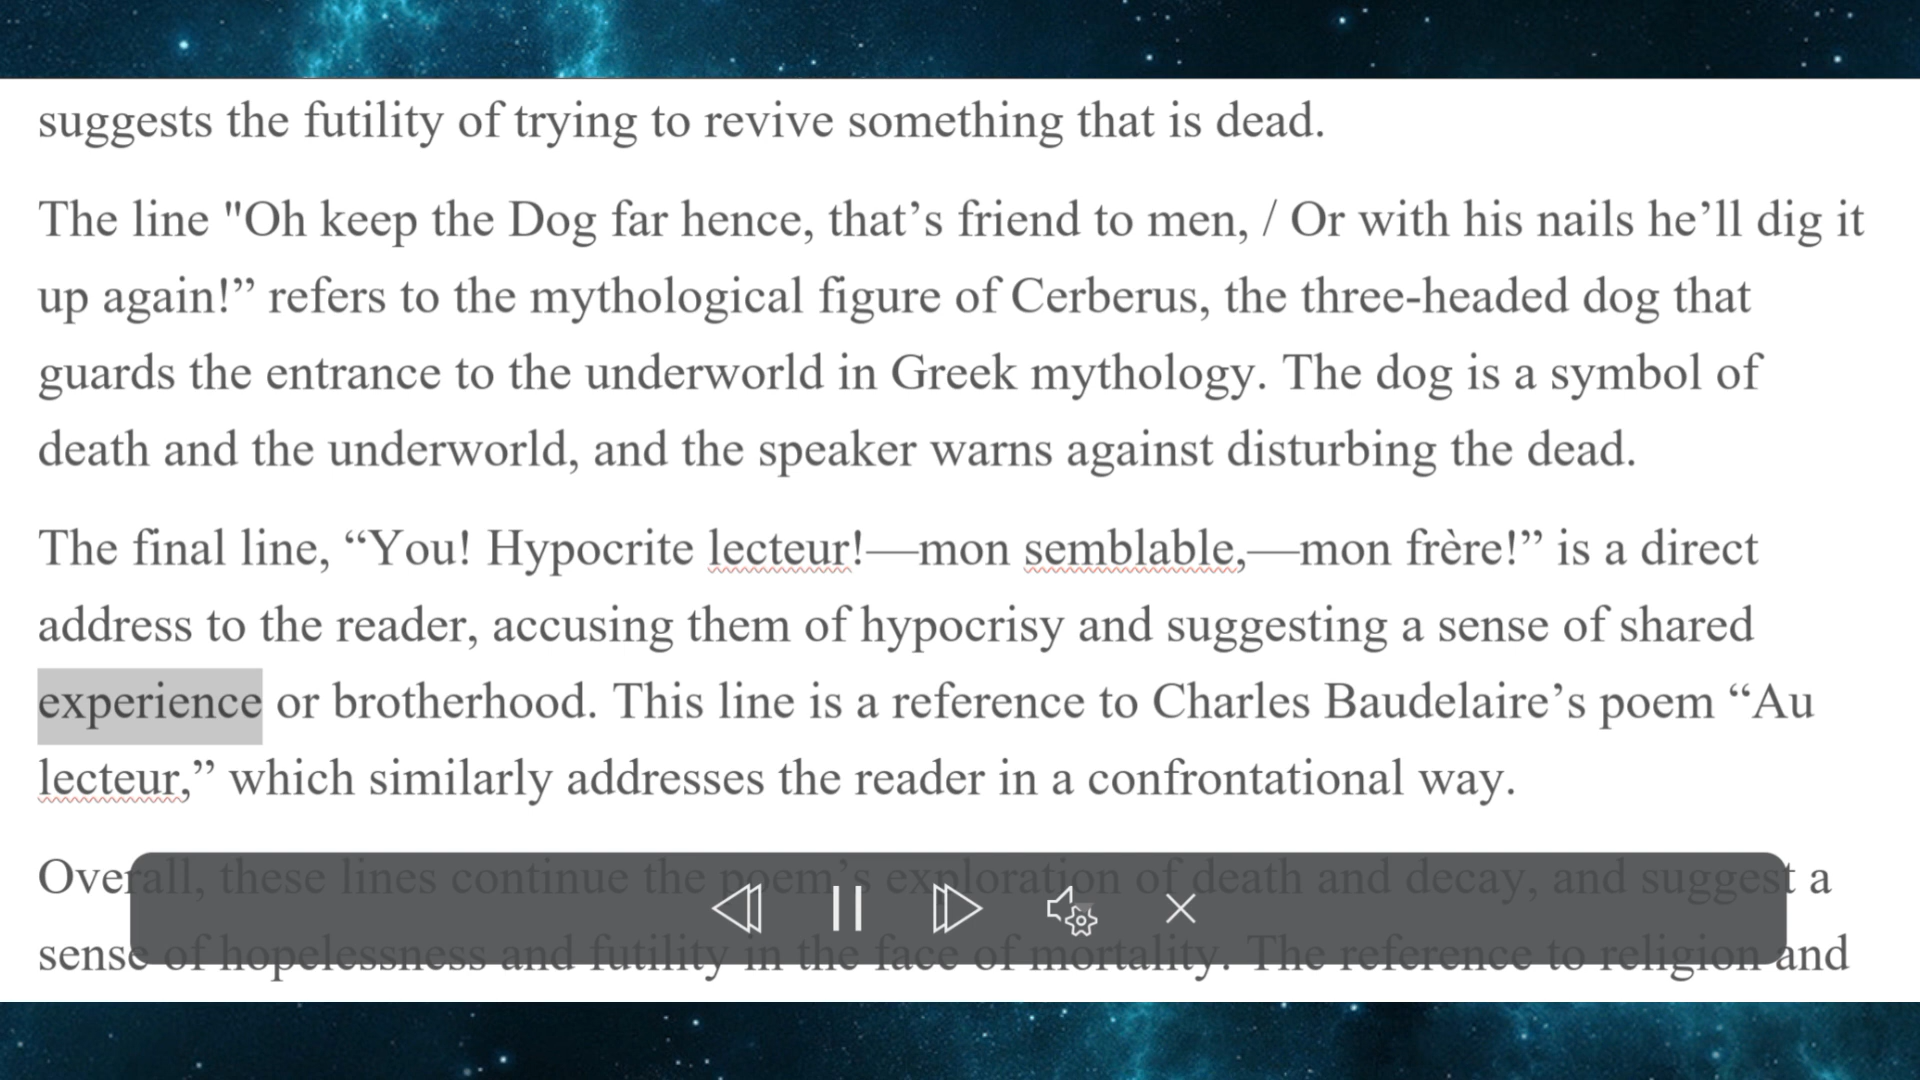 suggests the futility of trying to revive something that is dead.
The line "Oh keep the Dog far hence, that’s friend to men, / Or with his nails he’ll dig it
up again!” refers to the mythological figure of Cerberus, the three-headed dog that
guards the entrance to the underworld in Greek mythology. The dog is a symbol of
death and the underworld, and the speaker warns against disturbing the dead.
The final line, “You! Hypocrite lecteur!—mon semblable,—mon frère!” is a direct
address to the reader, accusing them of hypocrisy and suggesting a sense of shared
experience or brotherhood. This line is a reference to Charles Baudelaire’s poem “Au
lecteur,” which similarly addresses the reader in a confrontational way.
Overall, these lines continue the poem’s exploration of death and decay, and suggest a
sense of hopelessness and futility in the face of mortality. The reference to religion and